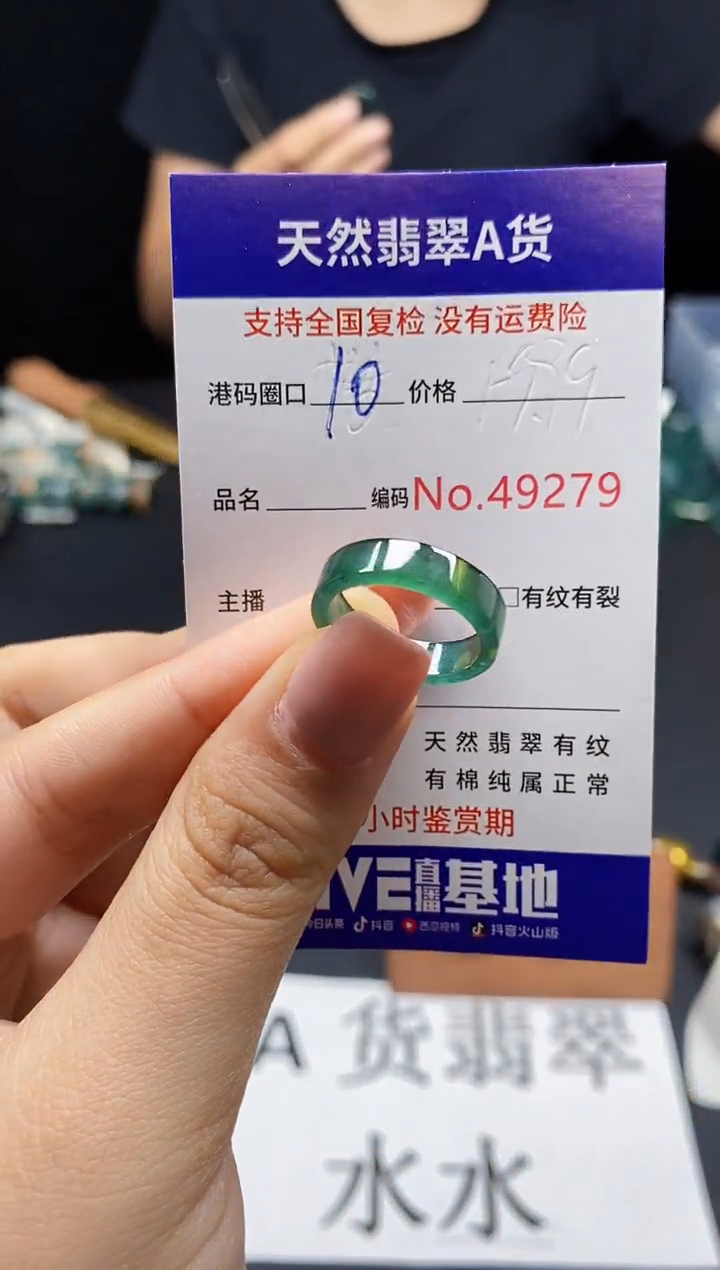 天然翡翠A货
支持全国复检 没有运费险
港码圈口 10 价格
品名 编码 No.49279
主播 □有纹有裂
天然翡翠有纹
有棉纯属正常
小时鉴赏期
IVE直播基地
今日头条 抖音 西瓜视频 抖音火山版
A货翡翠
水水